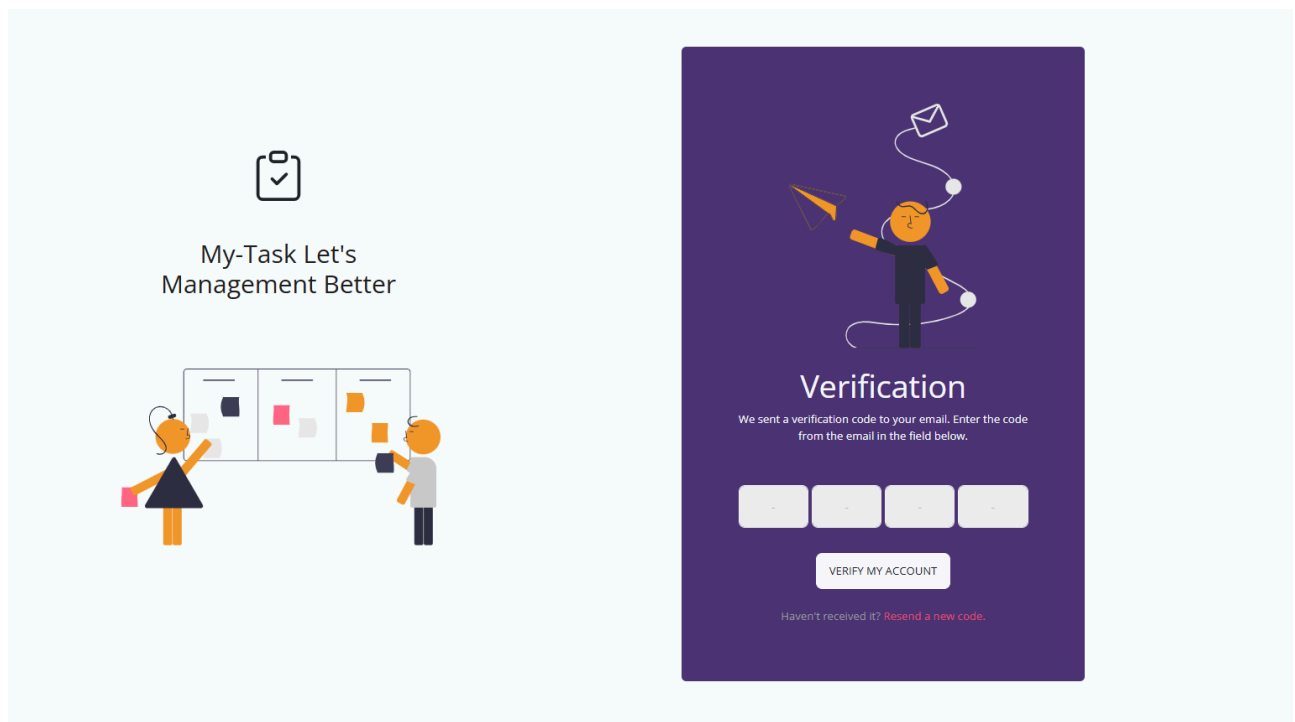 My-Task Let's
Management Better
Verification
We sent a verification code to your email. Enter the code
from the email in the field below.
- - - -
VERIFY MY ACCOUNT
Haven't received it? Resend a new code.